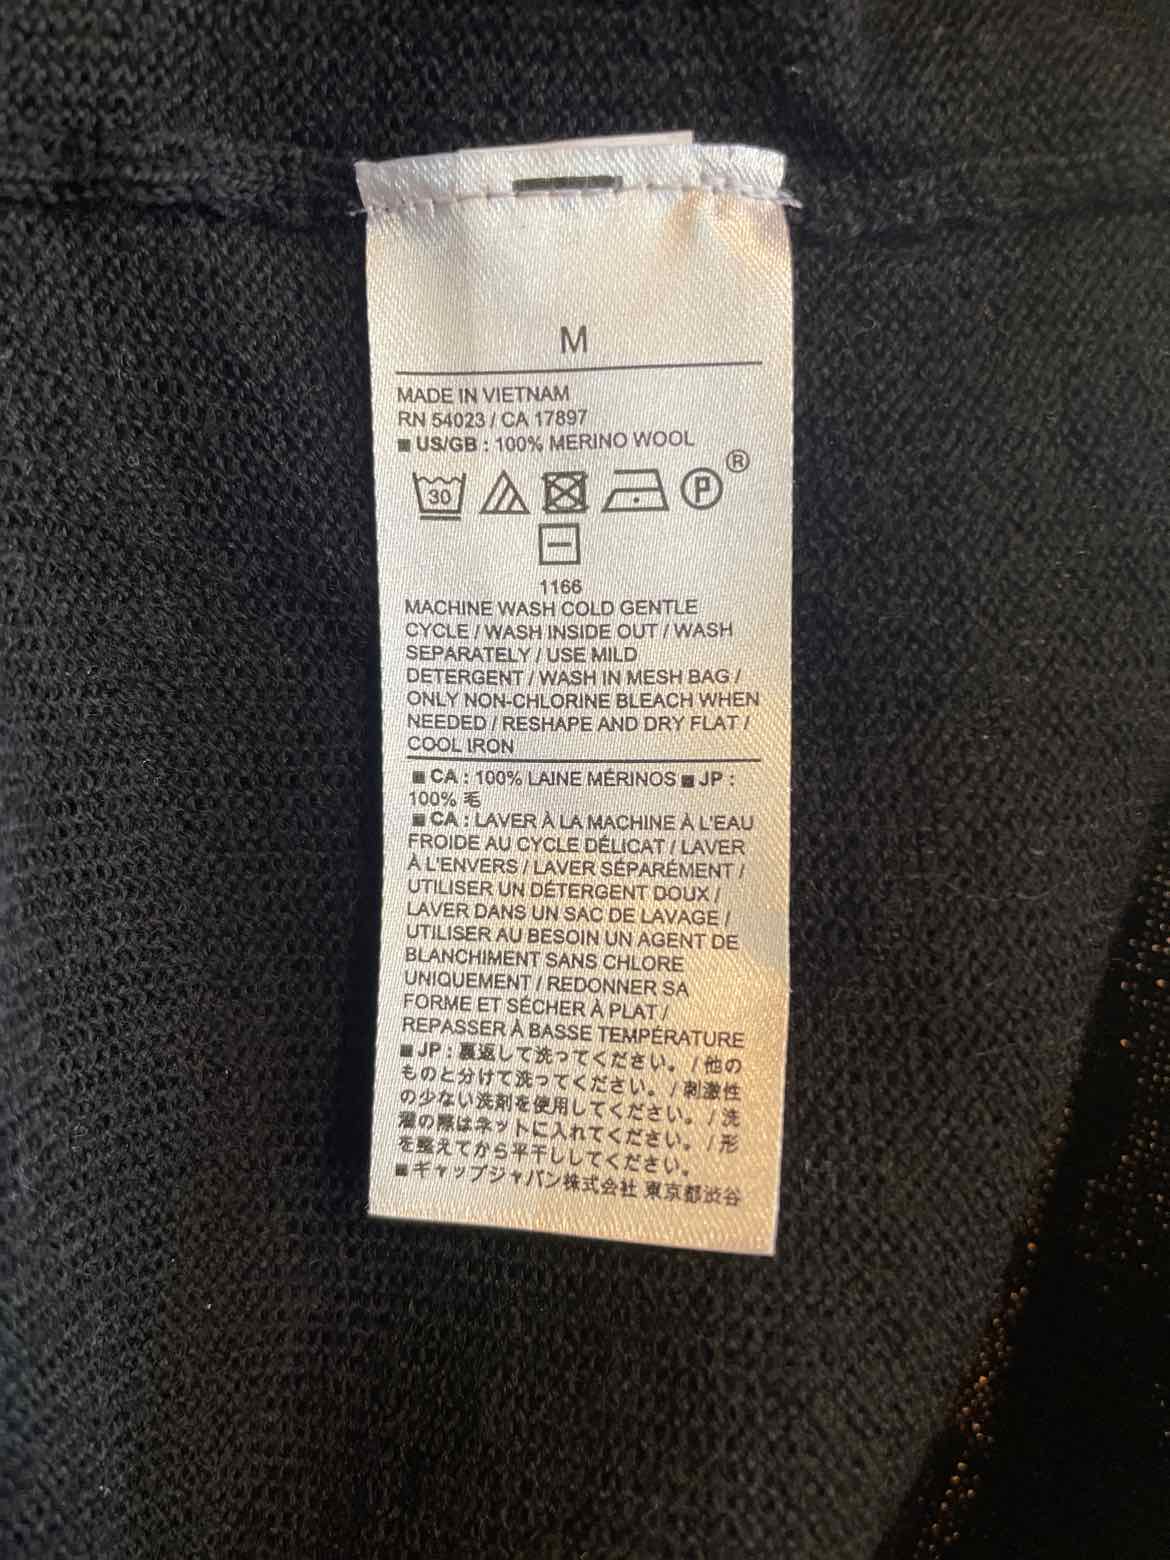 M
MADE IN VIETNAM
RN 54023 / CA 17897
■ US/GB : 100% MERINO WOOL
30 P ®
1166
MACHINE WASH COLD GENTLE
CYCLE / WASH INSIDE OUT / WASH
SEPARATELY / USE MILD
DETERGENT / WASH IN MESH BAG /
ONLY NON-CHLORINE BLEACH WHEN
NEEDED / RESHAPE AND DRY FLAT /
COOL IRON
■ CA : 100% LAINE MÉRINOS ■ JP :
100% 毛
■ CA : LAVER À LA MACHINE À L'EAU
FROIDE AU CYCLE DÉLICAT / LAVER
À L'ENVERS / LAVER SÉPARÉMENT /
UTILISER UN DÉTERGENT DOUX /
LAVER DANS UN SAC DE LAVAGE /
UTILISER AU BESOIN UN AGENT DE
BLANCHIMENT SANS CHLORE
UNIQUEMENT / REDONNER SA
FORME ET SÉCHER À PLAT /
REPASSER À BASSE TEMPÉRATURE
■ JP : 裏返して洗ってください。 / 他の
ものと分けて洗ってください。 / 刺激性
の少ない洗剤を使用してください。 / 洗
濯の際はネットに入れてください。 / 形
を整えてから平干ししてください。
■ ギャップジャパン株式会社 東京都渋谷